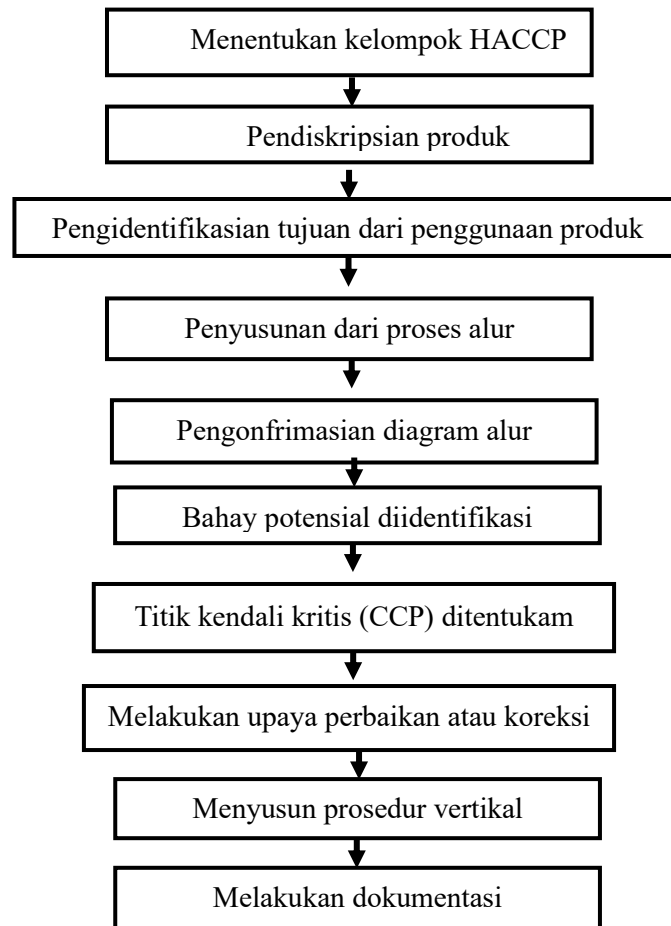 Menentukan kelompok HACCP
Pendiskripsian produk
Pengidentifikasian tujuan dari penggunaan produk
Penyusunan dari proses alur
Pengonfrimasian diagram alur
Bahay potensial diidentifikasi
Titik kendali kritis (CCP) ditentukam
Melakukan upaya perbaikan atau koreksi
Menyusun prosedur vertikal
Melakukan dokumentasi